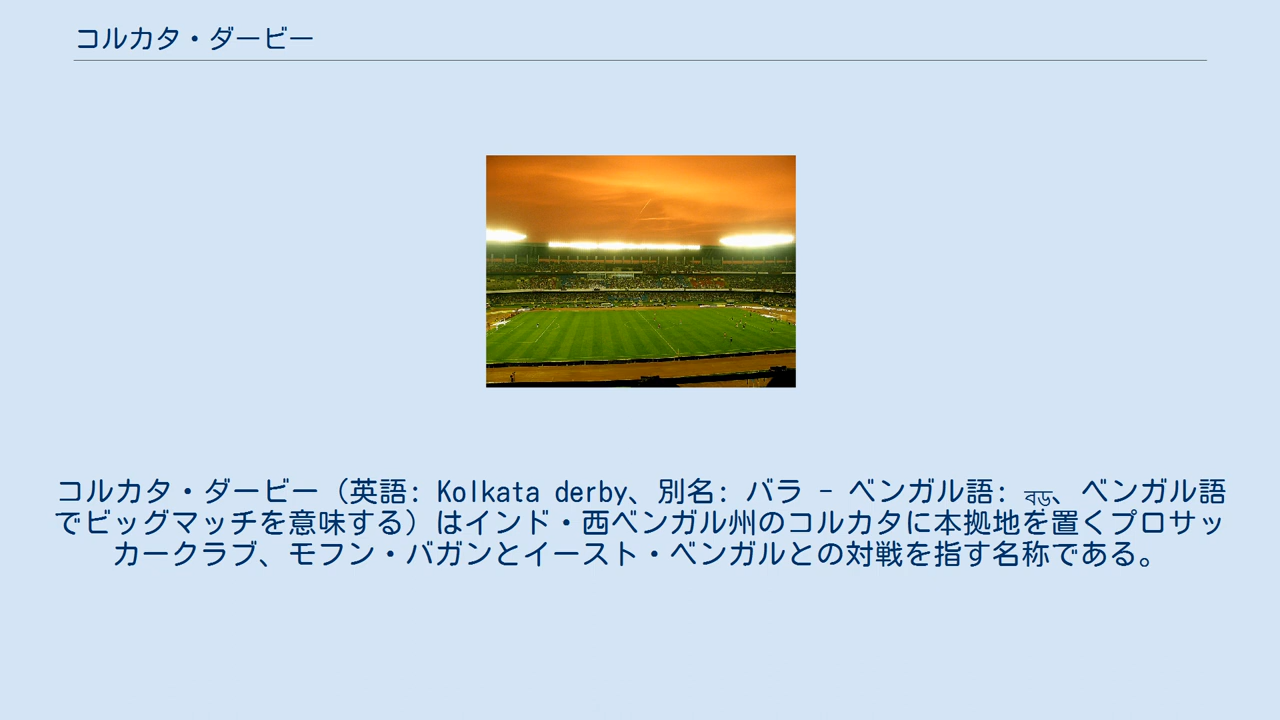 コルカタ・ダービー
コルカタ・ダービー（英語: Kolkata derby、別名: バラ - ベンガル語: বড়、ベンガル語
でビッグマッチを意味する）はインド・西ベンガル州のコルカタに本拠地を置くプロサッ
カークラブ、モフン・バガンとイースト・ベンガルとの対戦を指す名称である。